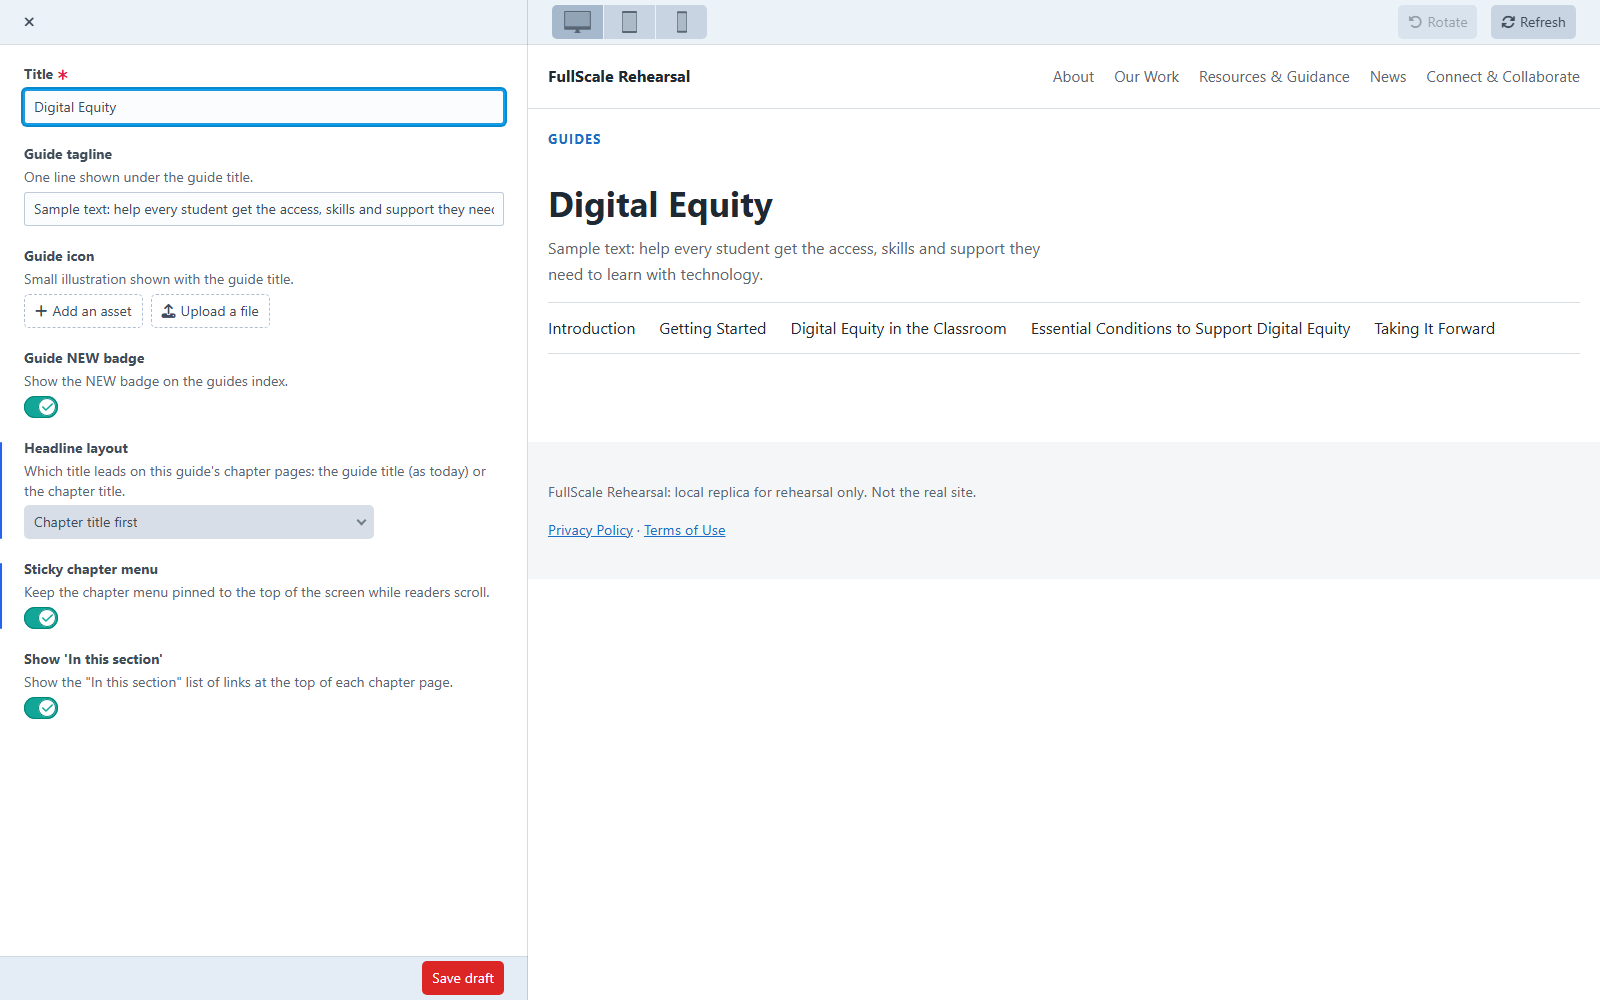 Title *
Digital Equity
Guide tagline
One line shown under the guide title.
Sample text: help every student get the access, skills and support they
Guide icon
Small illustration shown with the guide title.
Add an asset
Upload a file
Guide NEW badge
Show the NEW badge on the guides index.
Headline layout
Which title leads on this guide's chapter pages: the guide title (as today) or
the chapter title.
Chapter title first
Sticky chapter menu
Keep the chapter menu pinned to the top of the screen while readers scroll.
Show 'In this section'
Show the "In this section" list of links at the top of each chapter page.
Save draft
Rotate
Refresh
FullScale Rehearsal
About
Our Work
Resources & Guidance
News
Connect & Collaborate
GUIDES
Digital Equity
Sample text: help every student get the access, skills and support they
need to learn with technology.
Introduction
Getting Started
Digital Equity in the Classroom
Essential Conditions to Support Digital Equity
Taking It Forward
FullScale Rehearsal: local replica for rehearsal only. Not the real site.
Privacy Policy · Terms of Use